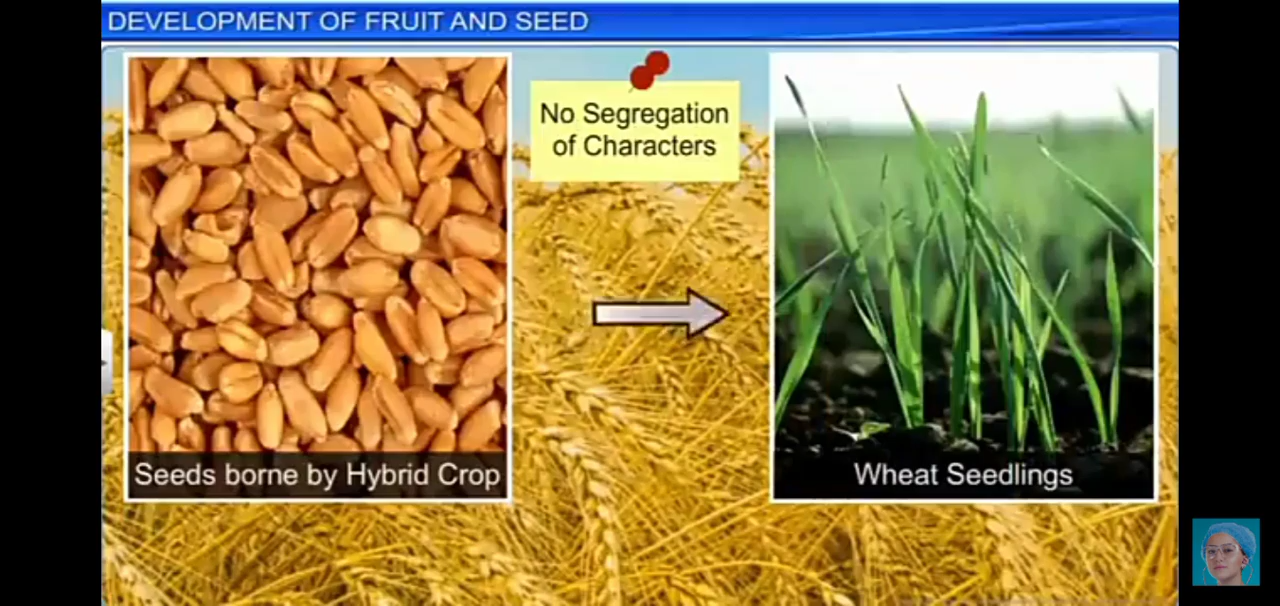 DEVELOPMENT OF FRUIT AND SEED
No Segregation
of Characters
Seeds borne by Hybrid Crop
Wheat Seedlings